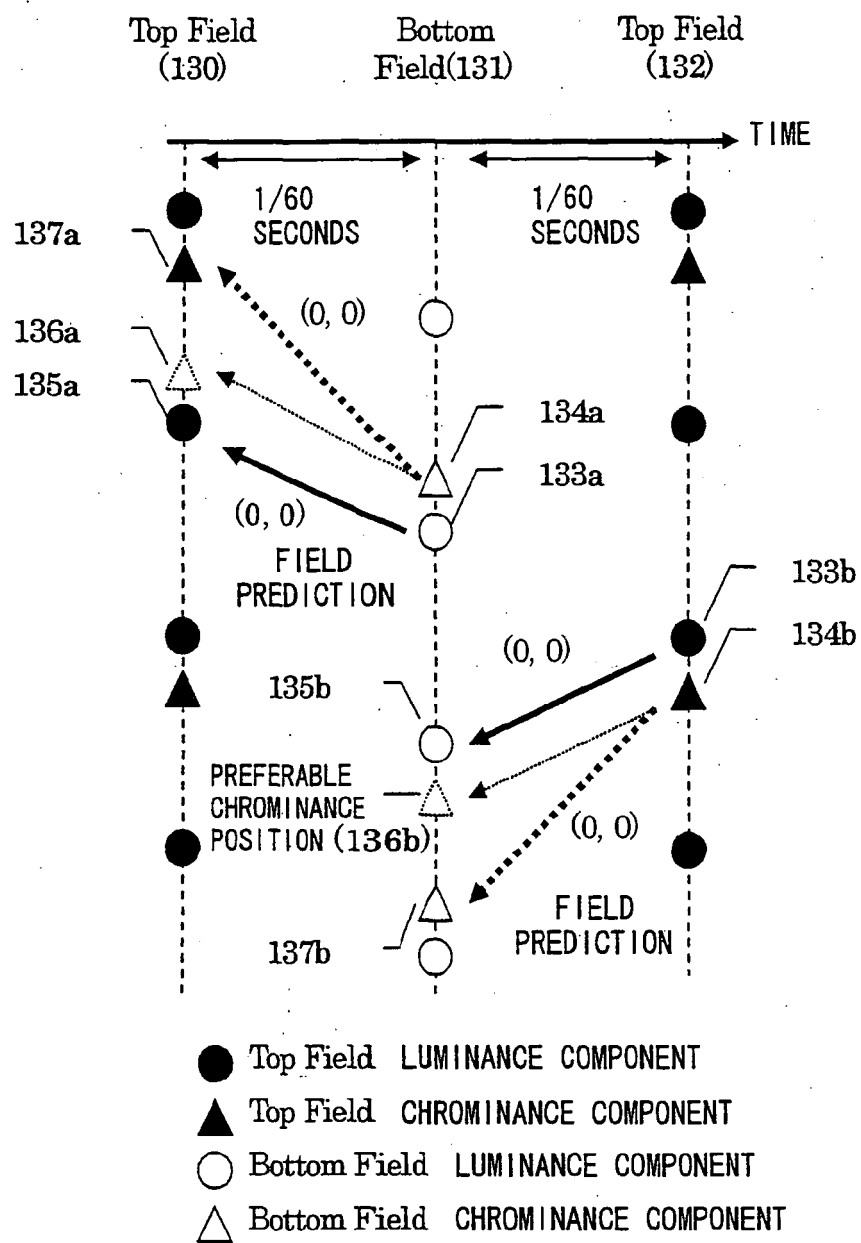 Top Field
(130)
Bottom
Field(131)
Top Field
(132)
TIME
1/60
SECONDS
1/60
SECONDS
137a
(0, 0)
136a
135a
134a
133a
(0, 0)
FIELD
PREDICTION
133b
134b
(0, 0)
135b
PREFERABLE
CHROMINANCE
POSITION (136b)
(0, 0)
FIELD
PREDICTION
137b
Top Field LUMINANCE COMPONENT
Top Field CHROMINANCE COMPONENT
Bottom Field LUMINANCE COMPONENT
Bottom Field CHROMINANCE COMPONENT